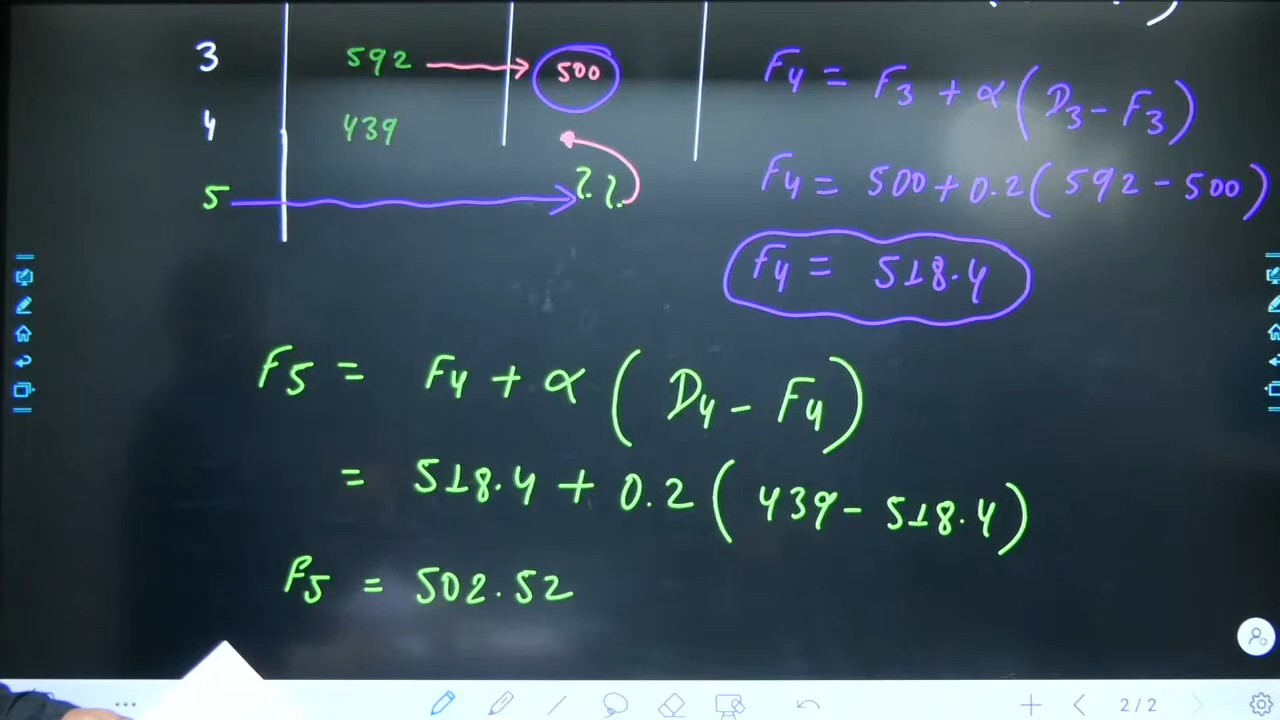 3 592 500
4 439
5 ??
F4 = F3 + α (D3 - F3)
F4 = 500 + 0.2 (592 - 500)
F4 = 518.4
F5 = F4 + α (D4 - F4)
= 518.4 + 0.2 (439 - 518.4)
F5 = 502.52
... 2/2